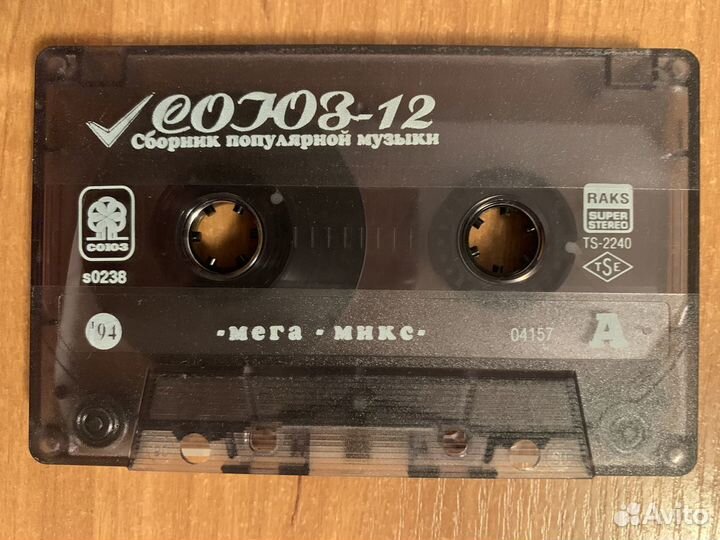 СОЮЗ-12
Сборник популярной музыки
СОЮЗ
s0238
RAKS
SUPER
STEREO
TS-2240
TSE
'94
-мега-микс-
04157
A
Avito